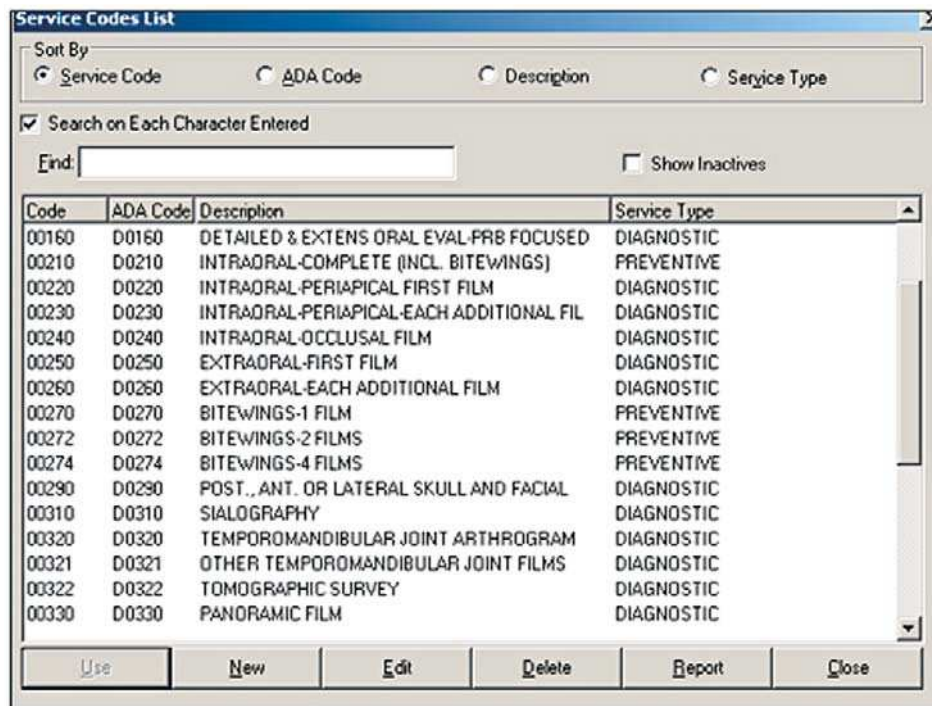 Service Codes List
Sort By
Service Code ADA Code Description Service Type
Search on Each Character Entered
Find: Show Inactives
Code ADA Code Description Service Type
00160 D0160 DETAILED & EXTENS ORAL EVAL-PRB FOCUSED DIAGNOSTIC
00210 D0210 INTRAORAL-COMPLETE (INCL. BITEWINGS) PREVENTIVE
00220 D0220 INTRAORAL-PERIAPICAL FIRST FILM DIAGNOSTIC
00230 D0230 INTRAORAL-PERIAPICAL-EACH ADDITIONAL FIL DIAGNOSTIC
00240 D0240 INTRAORAL-OCCLUSAL FILM DIAGNOSTIC
00250 D0250 EXTRAORAL-FIRST FILM DIAGNOSTIC
00260 D0260 EXTRAORAL-EACH ADDITIONAL FILM DIAGNOSTIC
00270 D0270 BITEWINGS-1 FILM PREVENTIVE
00272 D0272 BITEWINGS-2 FILMS PREVENTIVE
00274 D0274 BITEWINGS-4 FILMS PREVENTIVE
00290 D0290 POST., ANT. OR LATERAL SKULL AND FACIAL DIAGNOSTIC
00310 D0310 SIALOGRAPHY DIAGNOSTIC
00320 D0320 TEMPOROMANDIBULAR JOINT ARTHROGRAM DIAGNOSTIC
00321 D0321 OTHER TEMPOROMANDIBULAR JOINT FILMS DIAGNOSTIC
00322 D0322 TOMOGRAPHIC SURVEY DIAGNOSTIC
00330 D0330 PANORAMIC FILM DIAGNOSTIC
Use New Edit Delete Report Close